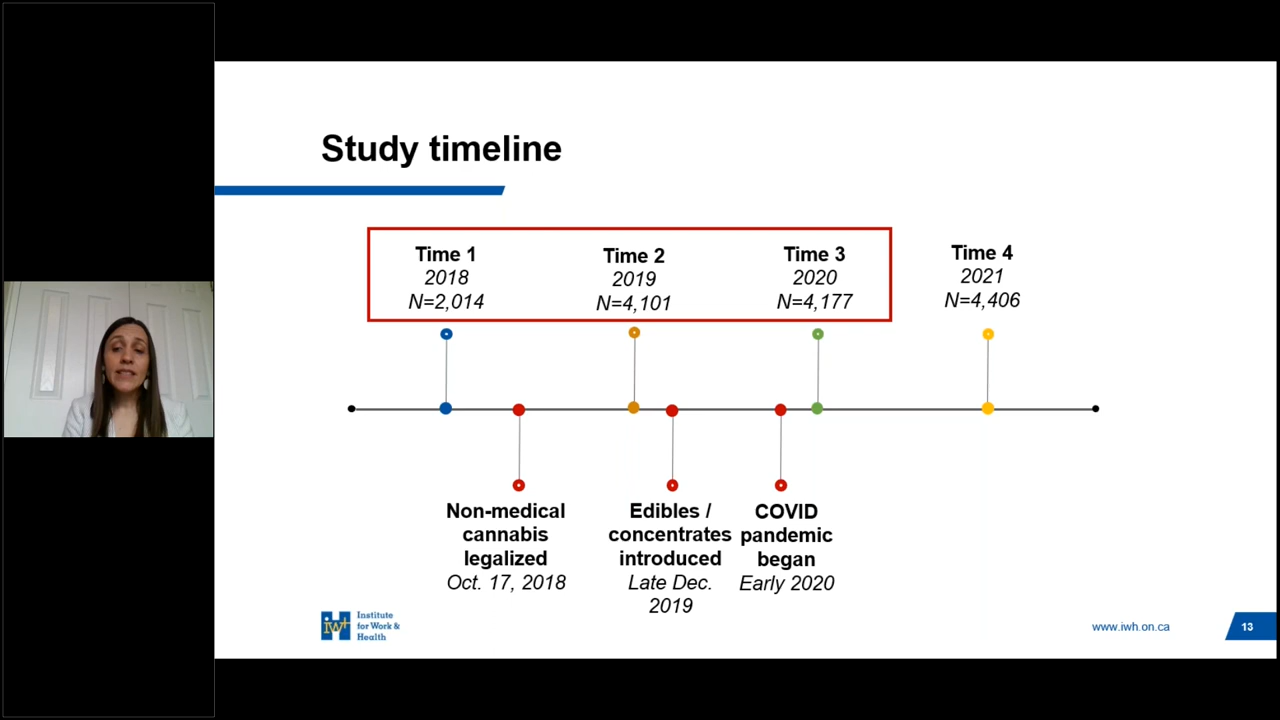 Study timeline
Time 1
2018
N=2,014
Time 2
2019
N=4,101
Time 3
2020
N=4,177
Time 4
2021
N=4,406
Non-medical
cannabis
legalized
Oct. 17, 2018
Edibles /
concentrates
introduced
Late Dec.
2019
COVID
pandemic
began
Early 2020
iwh
Institute
for Work &
Health
www.iwh.on.ca
13